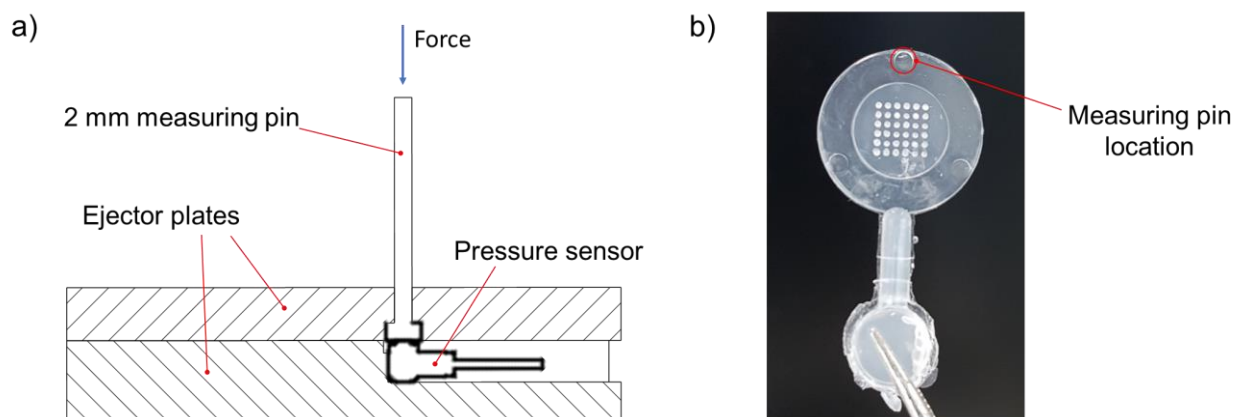 a)
Force
2 mm measuring pin
Ejector plates
Pressure sensor
b)
Measuring pin
location